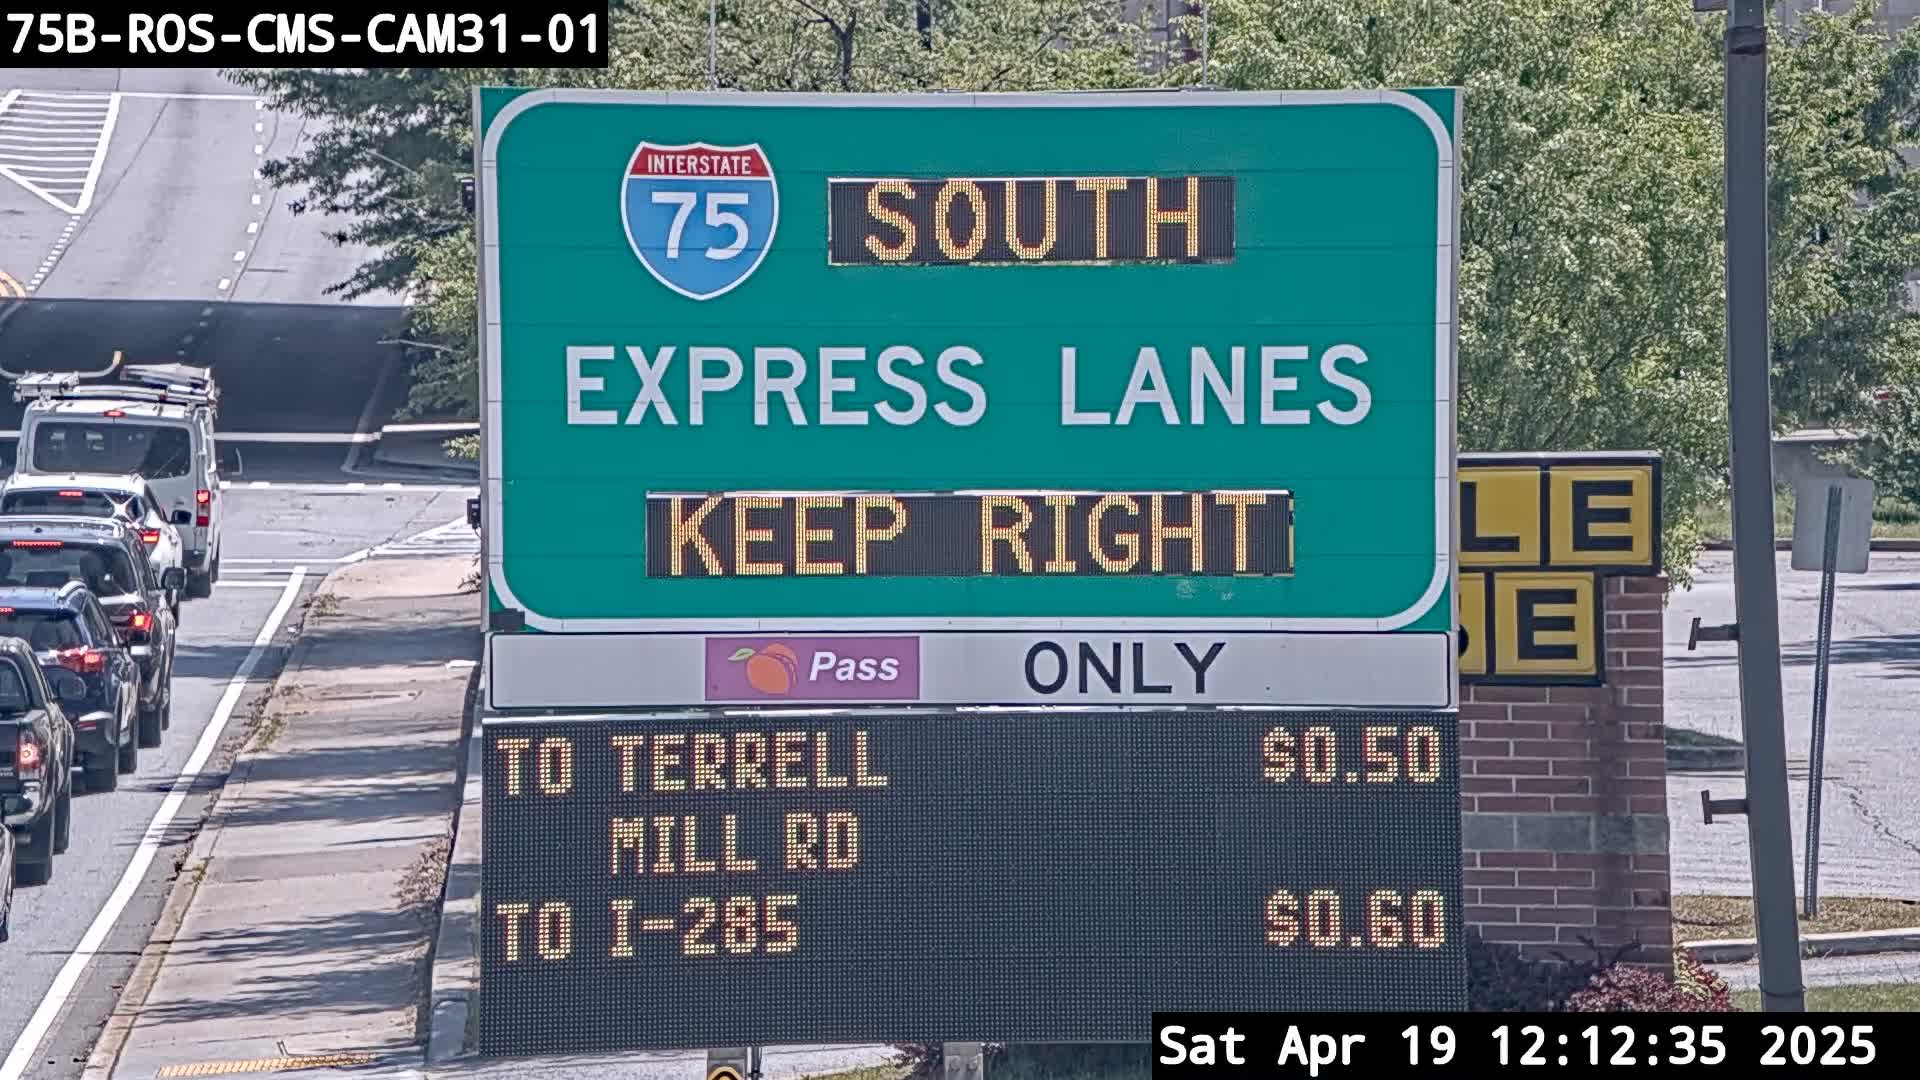 75B-ROS-CMS-CAM31-01
INTERSTATE
75
SOUTH
EXPRESS LANES
KEEP RIGHT
Pass ONLY
TO TERRELL $0.50
MILL RD
TO I-285 $0.60
LE
E
Sat Apr 19 12:12:35 2025